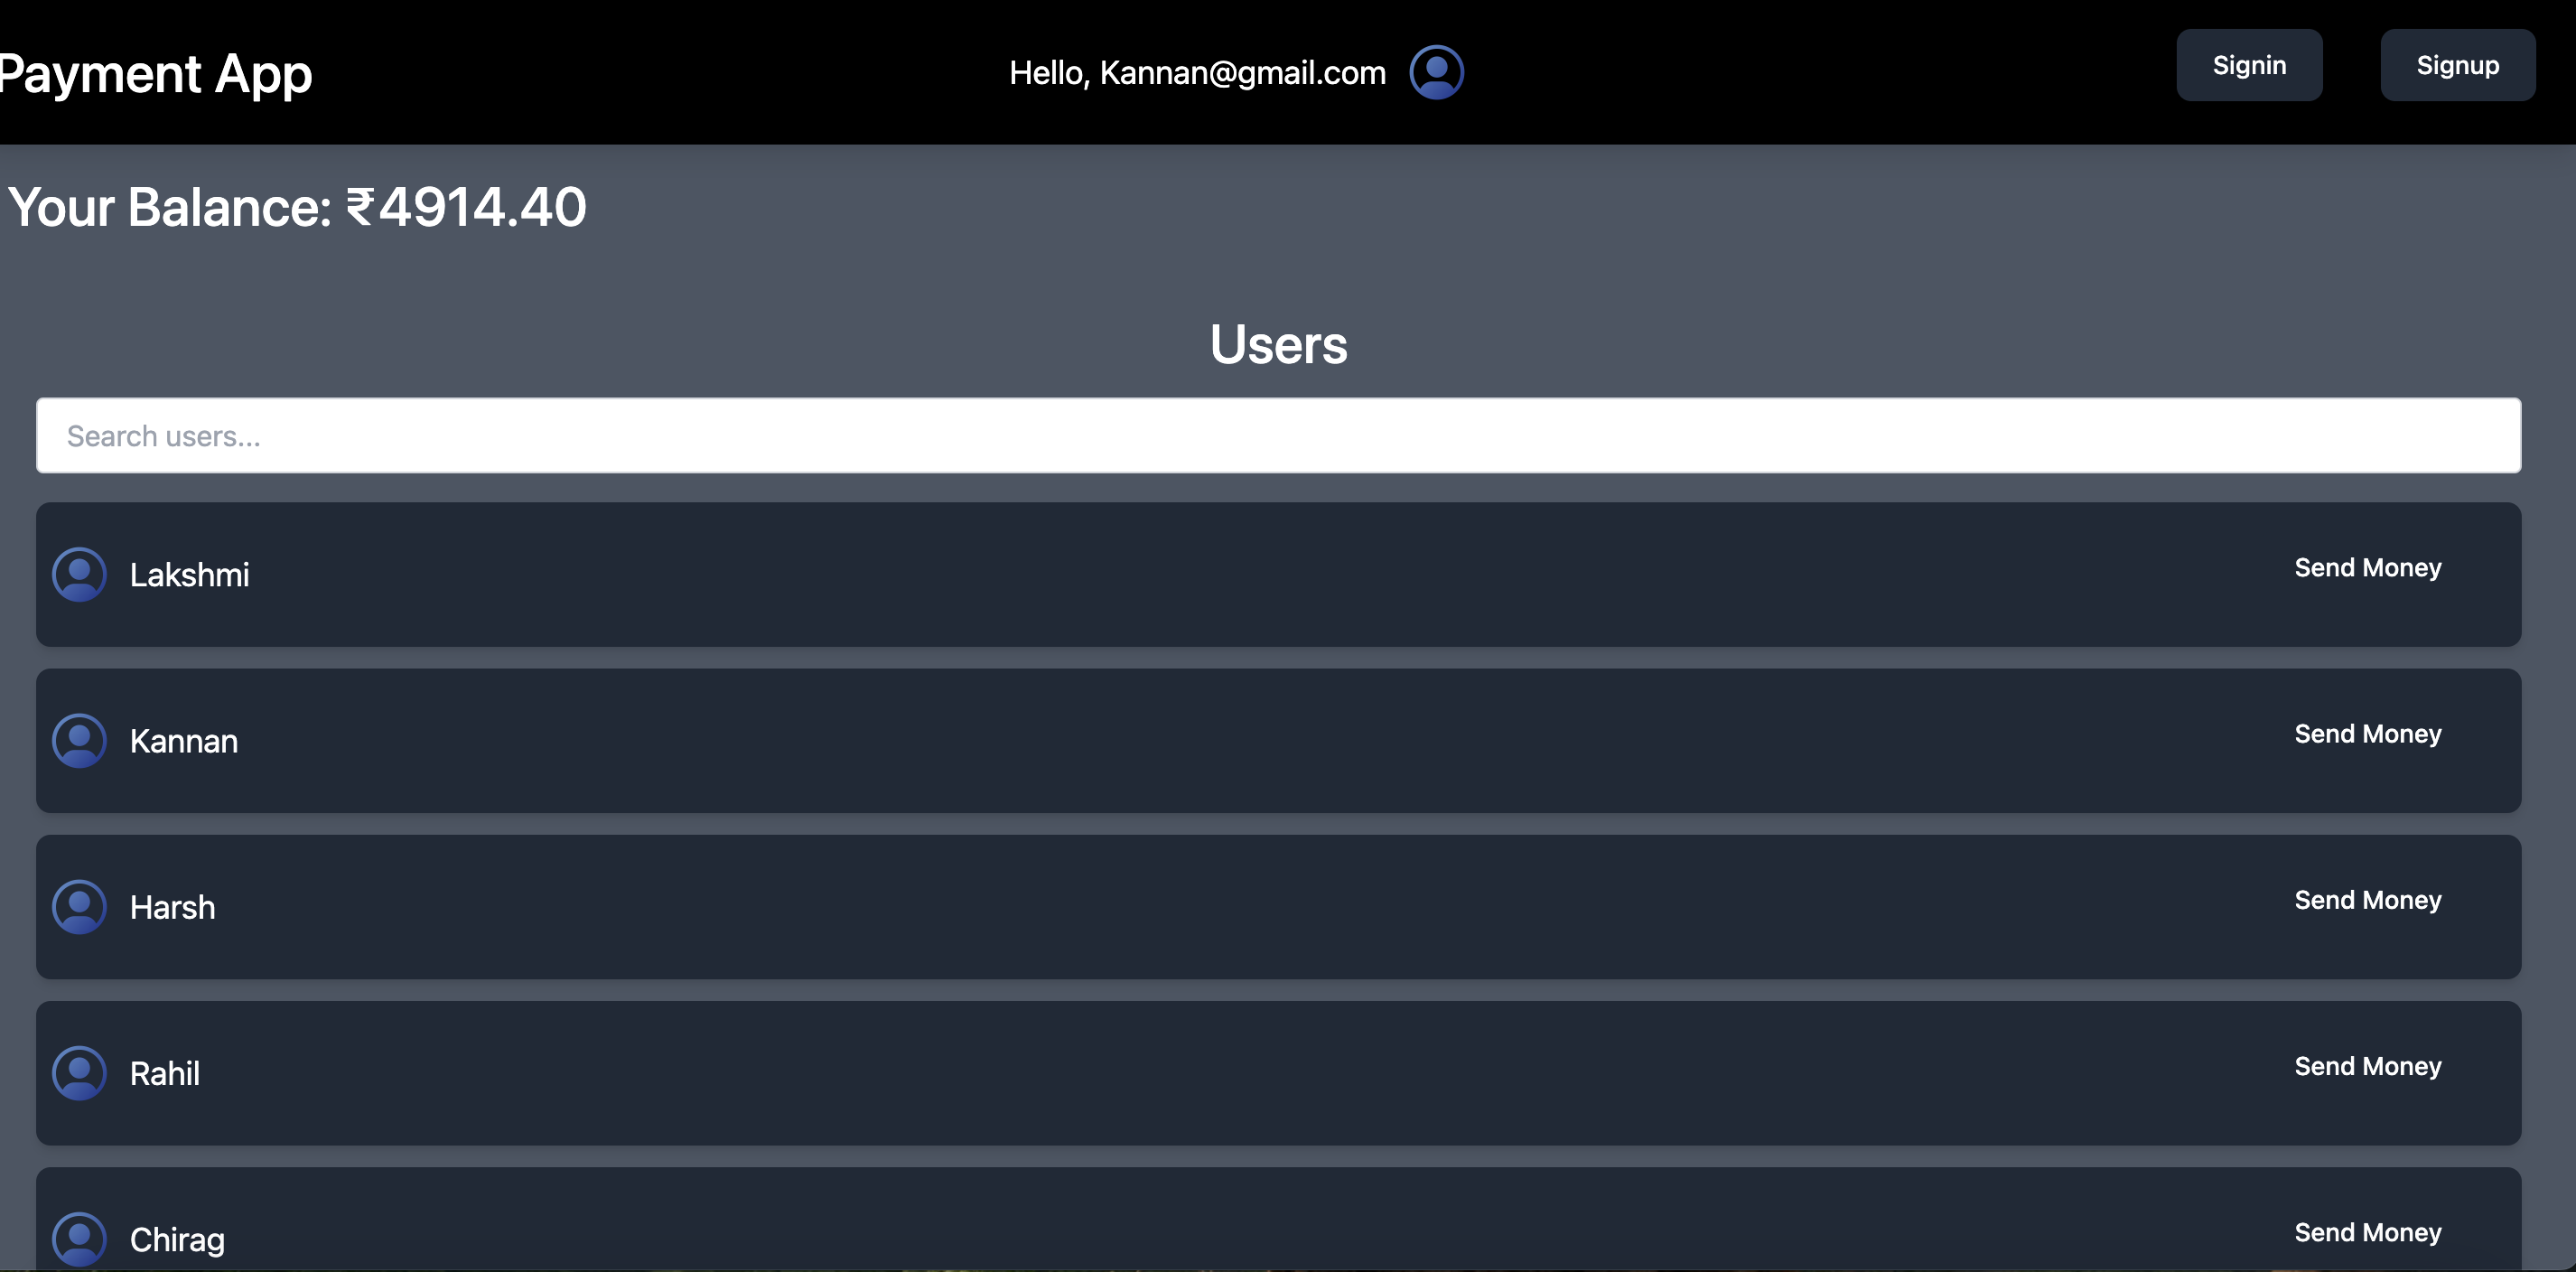 Payment App
Hello, Kannan@gmail.com
Signin
Signup
Your Balance: ₹4914.40
Users
Search users...
Lakshmi
Send Money
Kannan
Send Money
Harsh
Send Money
Rahil
Send Money
Chirag
Send Money